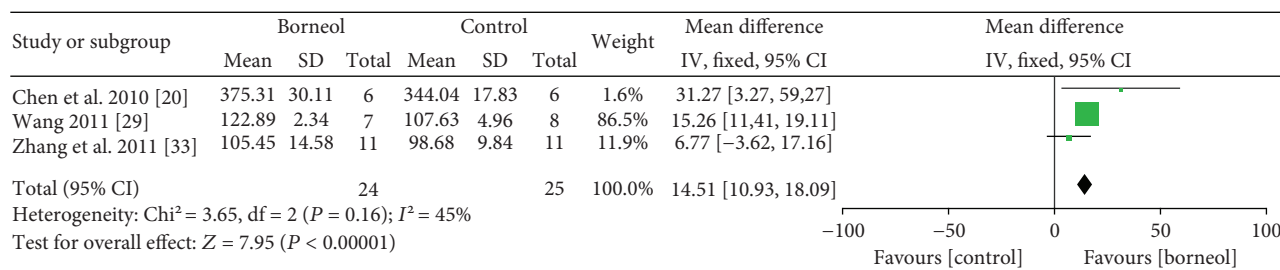 Study or subgroup Borneol Control Weight Mean difference Mean difference
Mean SD Total Mean SD Total IV, fixed, 95% CI IV, fixed, 95% CI
Chen et al. 2010 [20] 375.31 30.11 6 344.04 17.83 6 1.6% 31.27 [3.27, 59,27]
Wang 2011 [29] 122.89 2.34 7 107.63 4.96 8 86.5% 15.26 [11,41, 19.11]
Zhang et al. 2011 [33] 105.45 14.58 11 98.68 9.84 11 11.9% 6.77 [−3.62, 17.16]
Total (95% CI) 24 25 100.0% 14.51 [10.93, 18.09]
Heterogeneity: Chi² = 3.65, df = 2 (P = 0.16); I² = 45%
Test for overall effect: Z = 7.95 (P < 0.00001)
−100 −50 0 50 100
Favours [control] Favours [borneol]